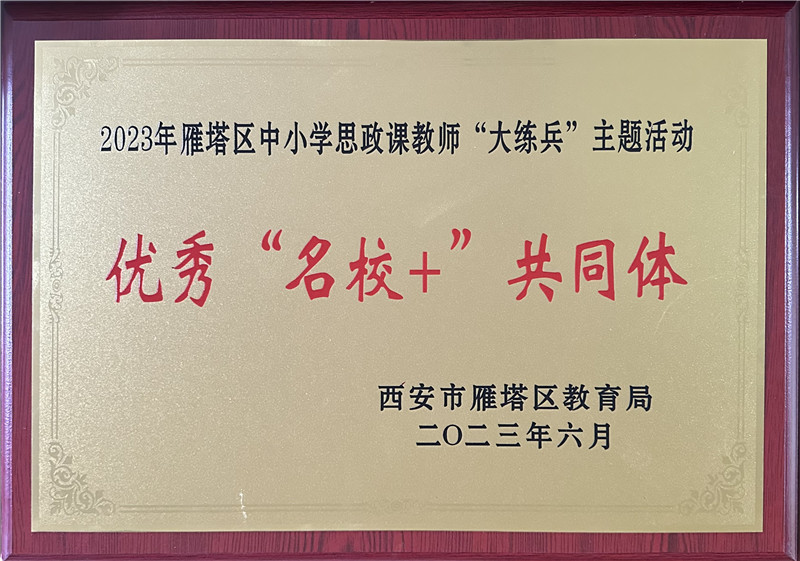 2023年雁塔区中小学思政课教师“大练兵”主题活动
优秀“名校+”共同体
西安市雁塔区教育局
二〇二三年六月